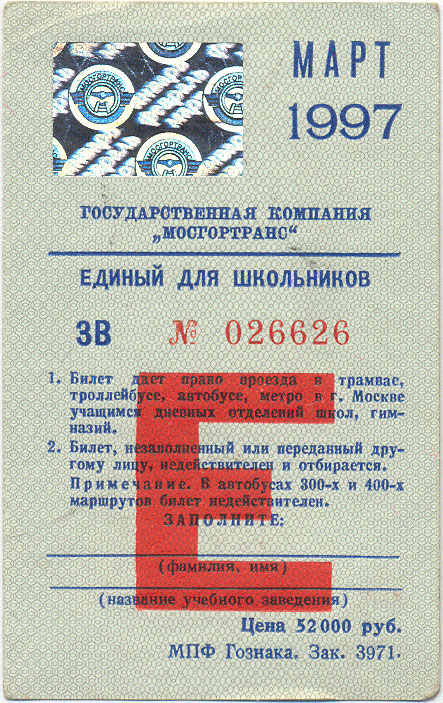 МОСГОРТРАНС
МАРТ
1997
ГОСУДАРСТВЕННАЯ КОМПАНИЯ
„МОСГОРТРАНС“
ЕДИНЫЙ ДЛЯ ШКОЛЬНИКОВ
ЗВ № 026626
Е
1. Билет дает право проезда в трамвае,
троллейбусе, автобусе, метро в г. Москве
учащимся дневных отделений школ, гим-
назий.
2. Билет, незаполненный или переданный дру-
гому лицу, недействителен и отбирается.
Примечание. В автобусах 300-х и 400-х
маршрутов билет недействителен.
ЗАПОЛНИТЕ:
(фамилия, имя)
(название учебного заведения)
Цена 52 000 руб.
МПФ Гознака. Зак. 3971.